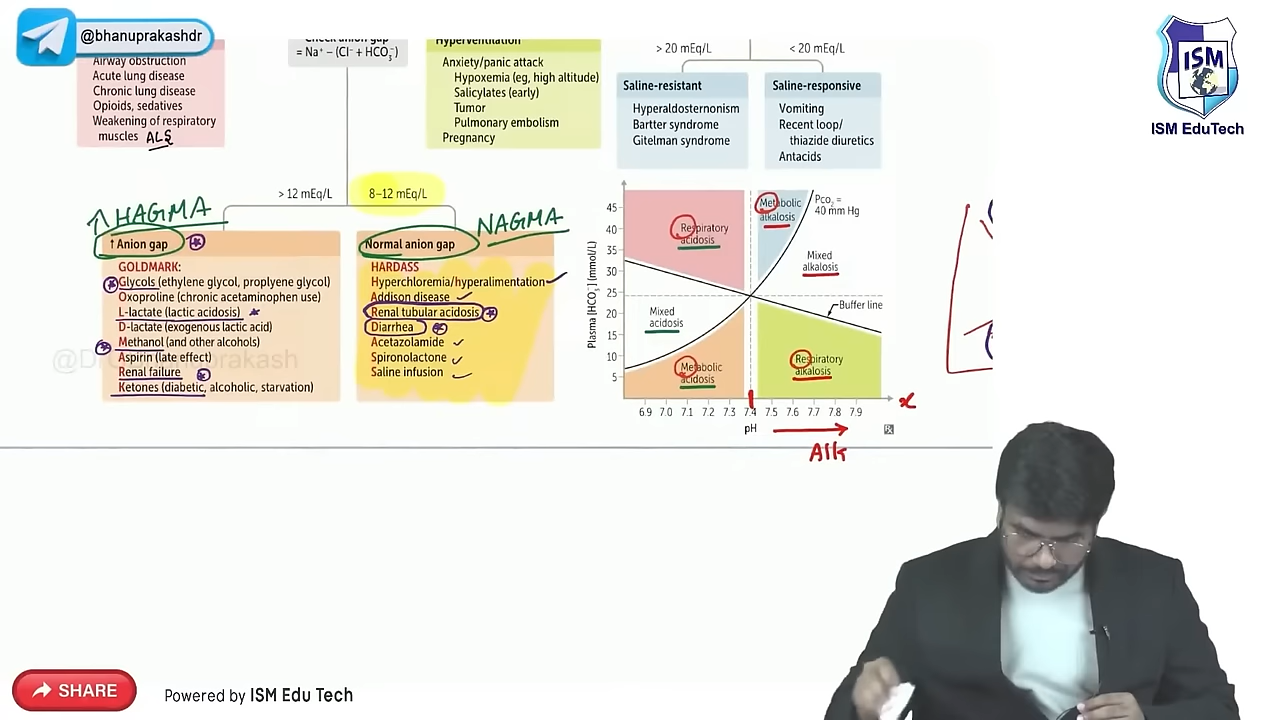 @bhanuprakashdr
ISM
ISM EduTech
Airway obstruction
Acute lung disease
Chronic lung disease
Opioids, sedatives
Weakening of respiratory
muscles ALS
Check anion gap
= Na⁺ − (Cl⁻ + HCO₃⁻)
Hyperventilation
Anxiety/panic attack
Hypoxemia (eg, high altitude)
Salicylates (early)
Tumor
Pulmonary embolism
Pregnancy
> 20 mEq/L
< 20 mEq/L
Saline-resistant
Hyperaldosternonism
Bartter syndrome
Gitelman syndrome
Saline-responsive
Vomiting
Recent loop/
thiazide diuretics
Antacids
> 12 mEq/L
8–12 mEq/L
↑ HAGMA
NAGMA
↑ Anion gap
GOLDMARK:
Glycols (ethylene glycol, proplyene glycol)
Oxoproline (chronic acetaminophen use)
L-lactate (lactic acidosis)
D-lactate (exogenous lactic acid)
Methanol (and other alcohols)
Aspirin (late effect)
Renal failure
Ketones (diabetic, alcoholic, starvation)
Normal anion gap
HARDASS
Hyperchloremia/hyperalimentation
Addison disease
Renal tubular acidosis
Diarrhea
Acetazolamide
Spironolactone
Saline infusion
Plasma [HCO₃⁻] (mmol/L)
45
40
35
30
25
20
15
10
5
Respiratory
acidosis
Metabolic
alkalosis
Pco₂ =
40 mm Hg
Mixed
alkalosis
Buffer line
Mixed
acidosis
Metabolic
acidosis
Respiratory
alkalosis
6.9 7.0 7.1 7.2 7.3 7.4 7.5 7.6 7.7 7.8 7.9
x
pH
Alk
SHARE
Powered by ISM Edu Tech